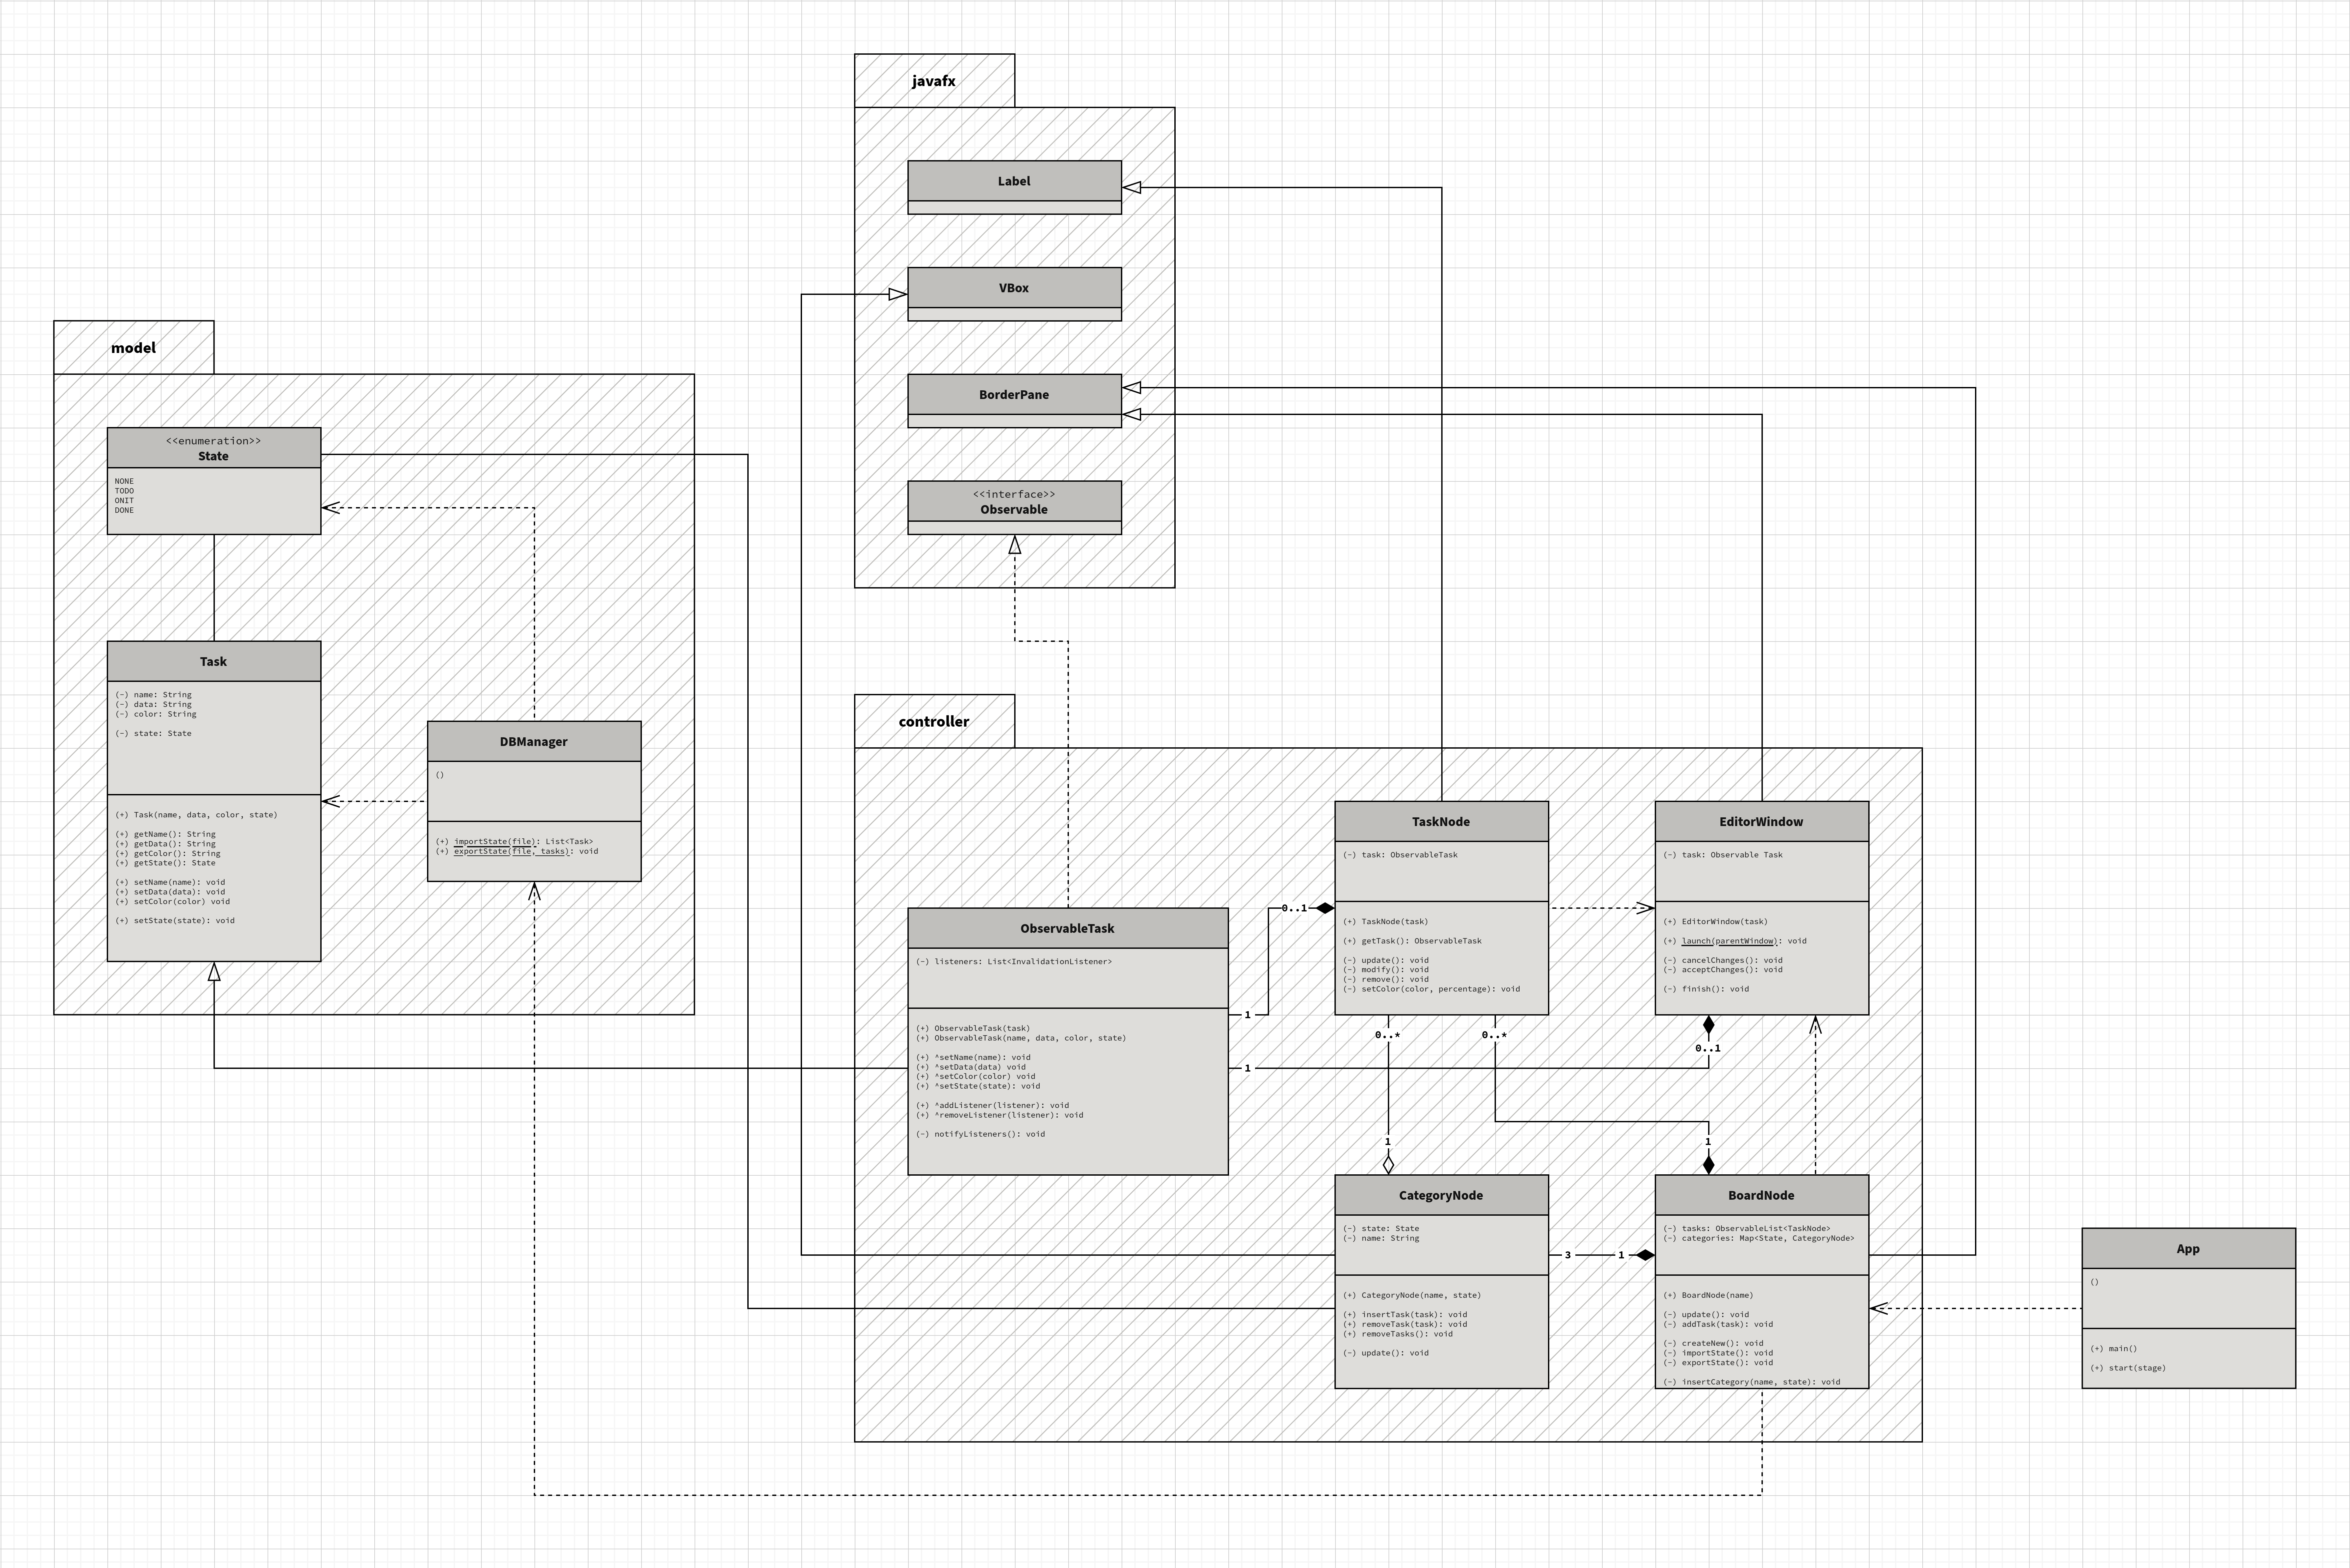 javafx
Label
VBox
BorderPane
<<interface>>
Observable
model
<<enumeration>>
State
NONE
TODO
ONIT
DONE
Task
(-) name: String
(-) data: String
(-) color: String
(-) state: State
(+) Task(name, data, color, state)
(+) getName(): String
(+) getData(): String
(+) getColor(): String
(+) getState(): State
(+) setName(name): void
(+) setData(data): void
(+) setColor(color) void
(+) setState(state): void
DBManager
()
(+) importState(file): List<Task>
(+) exportState(file, tasks): void
controller
ObservableTask
(-) listeners: List<InvalidationListener>
(+) ObservableTask(task)
(+) ObservableTask(name, data, color, state)
(+) ^setName(name): void
(+) ^setData(data) void
(+) ^setColor(color) void
(+) ^setState(state): void
(+) ^addListener(listener): void
(+) ^removeListener(listener): void
(-) notifyListeners(): void
1
0..1
1
0..1
TaskNode
(-) task: ObservableTask
(+) TaskNode(task)
(+) getTask(): ObservableTask
(-) update(): void
(-) modify(): void
(-) remove(): void
(-) setColor(color, percentage): void
EditorWindow
(-) task: Observable Task
(+) EditorWindow(task)
(+) launch(parentWindow): void
(-) cancelChanges(): void
(-) acceptChanges(): void
(-) finish(): void
0..*
0..*
1
1
CategoryNode
(-) state: State
(-) name: String
(+) CategoryNode(name, state)
(+) insertTask(task): void
(+) removeTask(task): void
(+) removeTasks(): void
(-) update(): void
3
1
BoardNode
(-) tasks: ObservableList<TaskNode>
(-) categories: Map<State, CategoryNode>
(+) BoardNode(name)
(-) update(): void
(-) addTask(task): void
(-) createNew(): void
(-) importState(): void
(-) exportState(): void
(-) insertCategory(name, state): void
App
()
(+) main()
(+) start(stage)